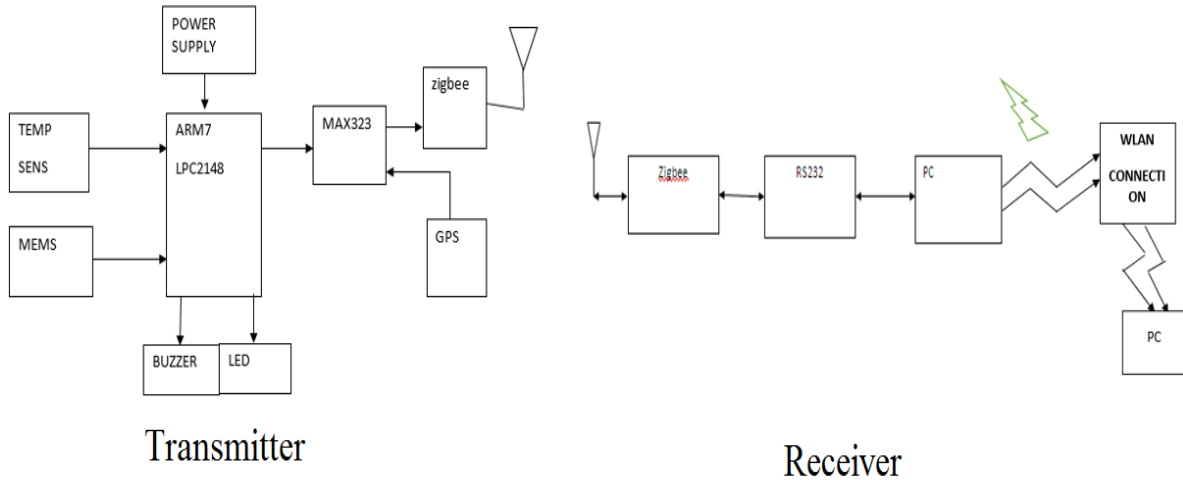 POWER
SUPPLY
TEMP
SENS
MEMS
ARM7
LPC2148
MAX323
zigbee
GPS
BUZZER
LED
Transmitter
Zigbee
RS232
PC
WLAN
CONNECTI
ON
PC
Receiver